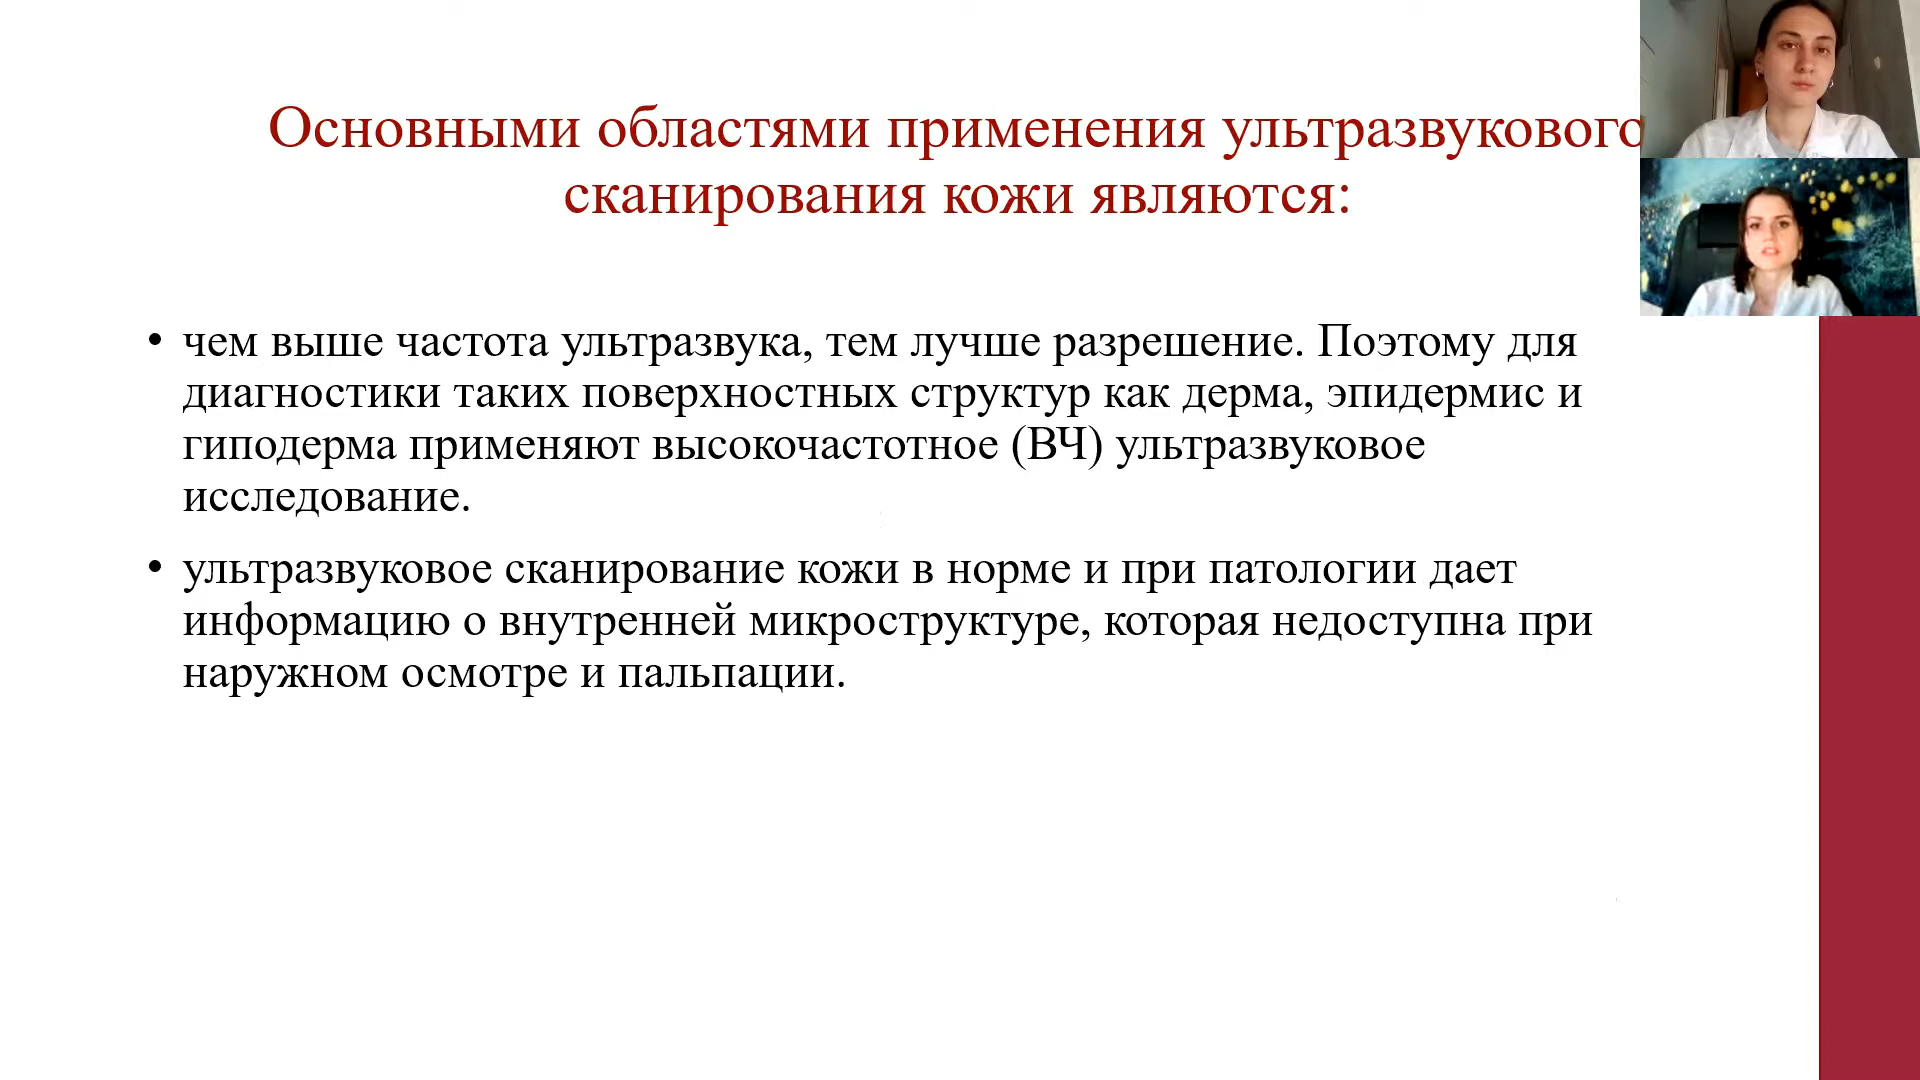 Основными областями применения ультразвукового
сканирования кожи являются:
• чем выше частота ультразвука, тем лучше разрешение. Поэтому для
диагностики таких поверхностных структур как дерма, эпидермис и
гиподерма применяют высокочастотное (ВЧ) ультразвуковое
исследование.
• ультразвуковое сканирование кожи в норме и при патологии дает
информацию о внутренней микроструктуре, которая недоступна при
наружном осмотре и пальпации.